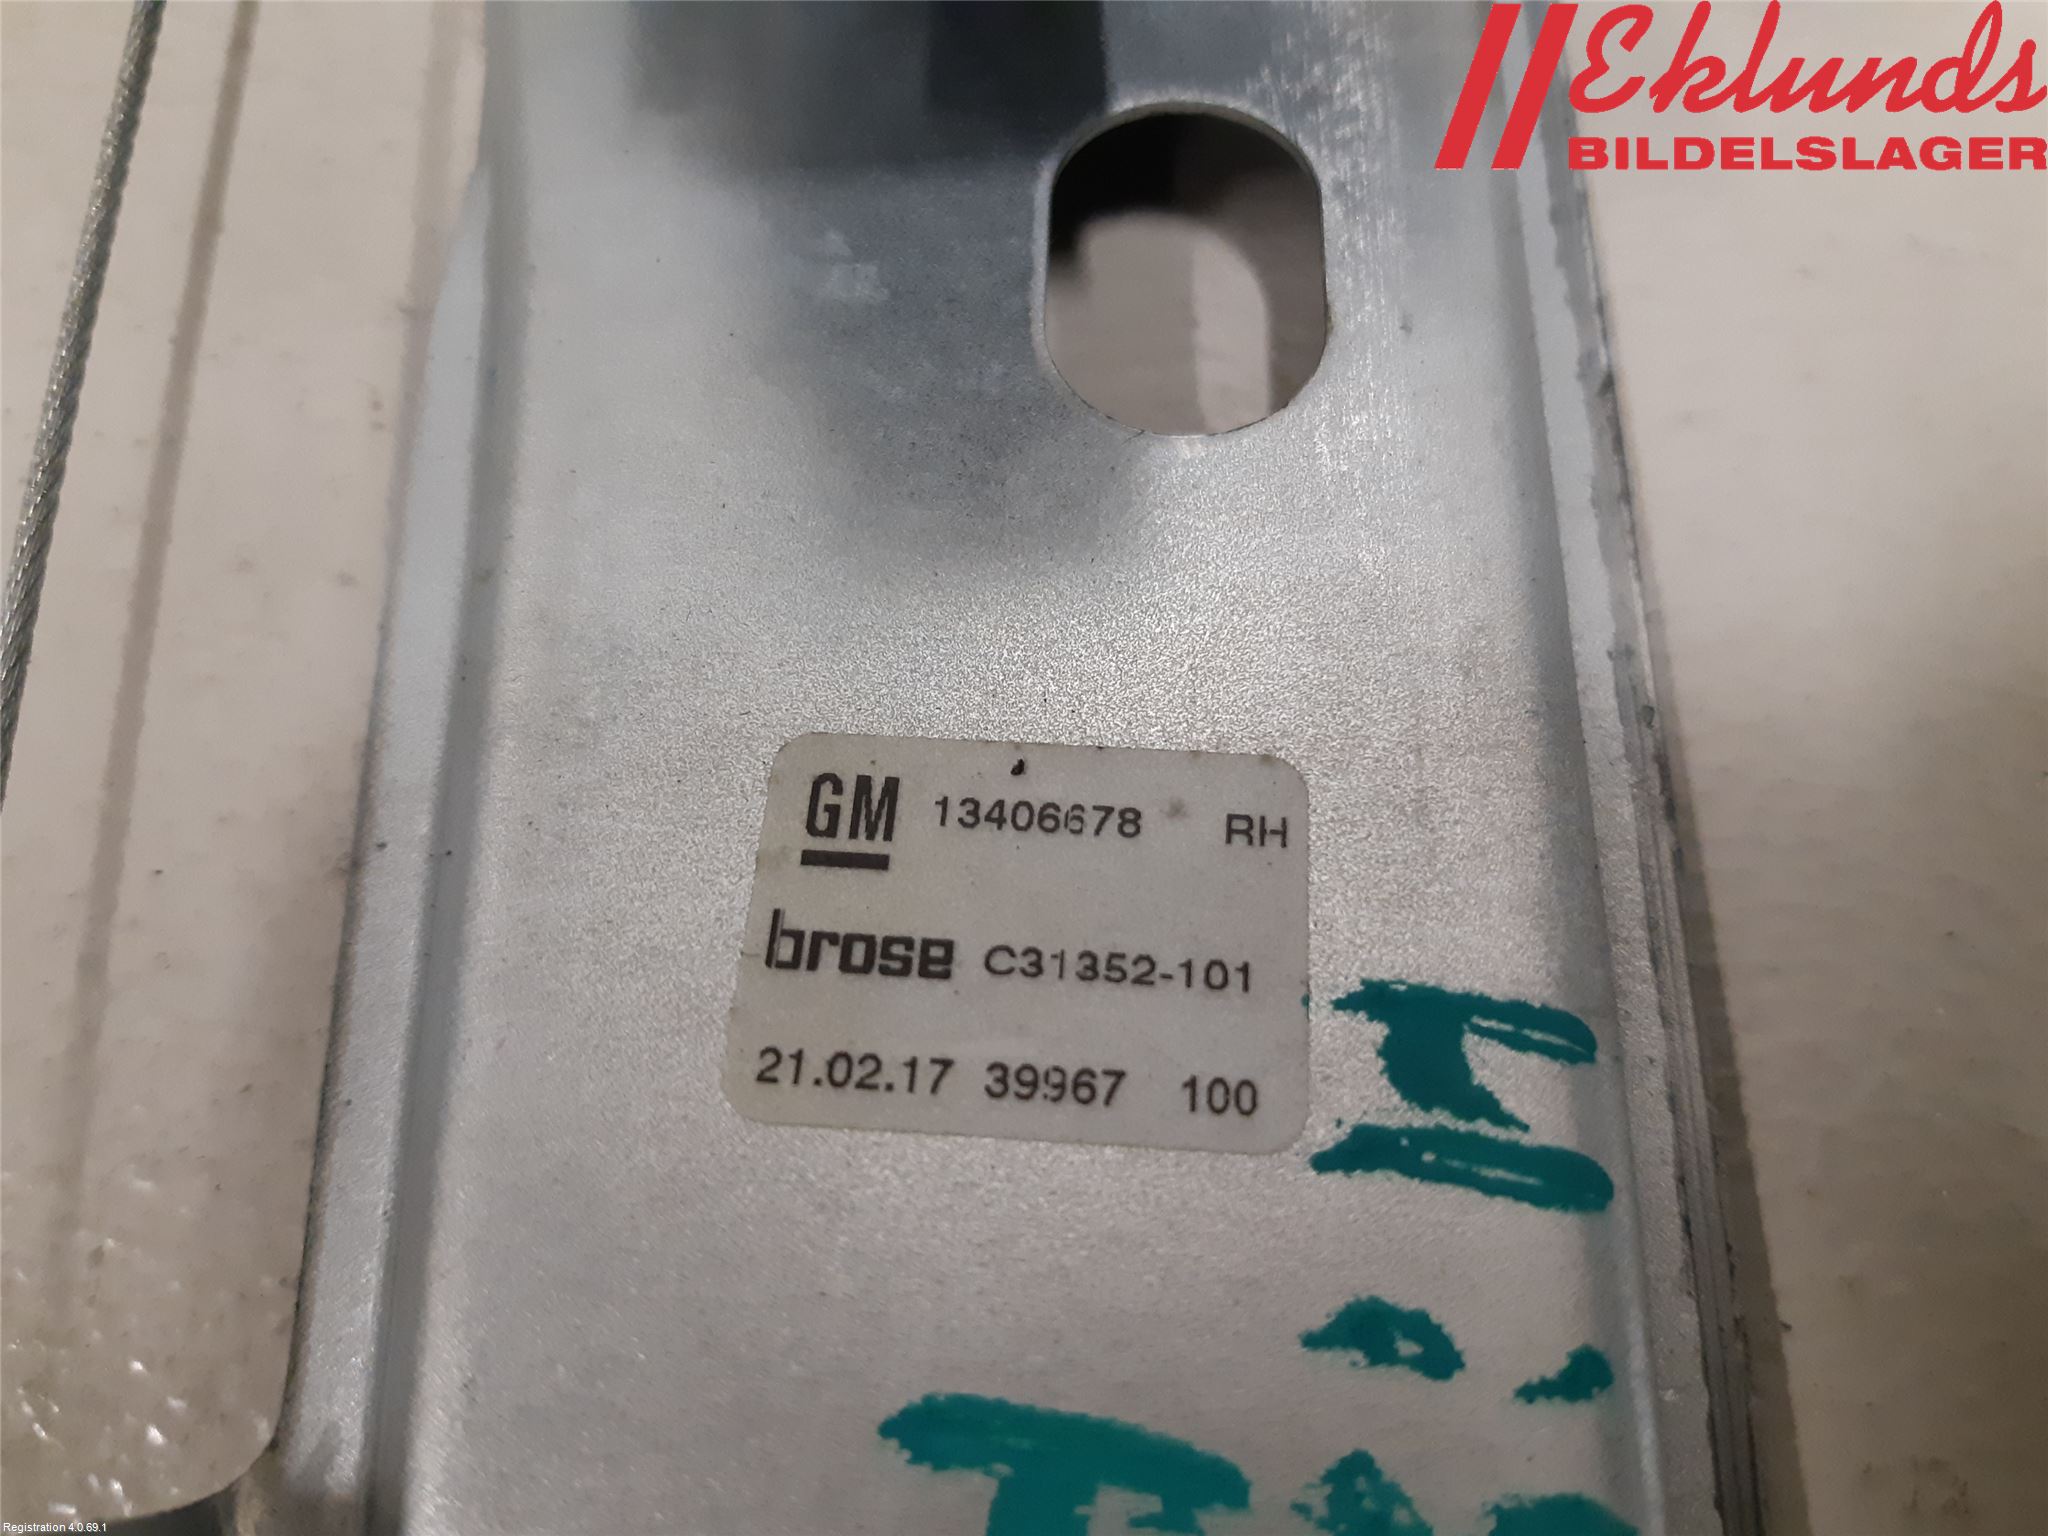 Eklunds
BILDELSLAGER
GM 13406678 RH
brose C31352-101
21.02.17 39967 100
Registration 4.0.69.1